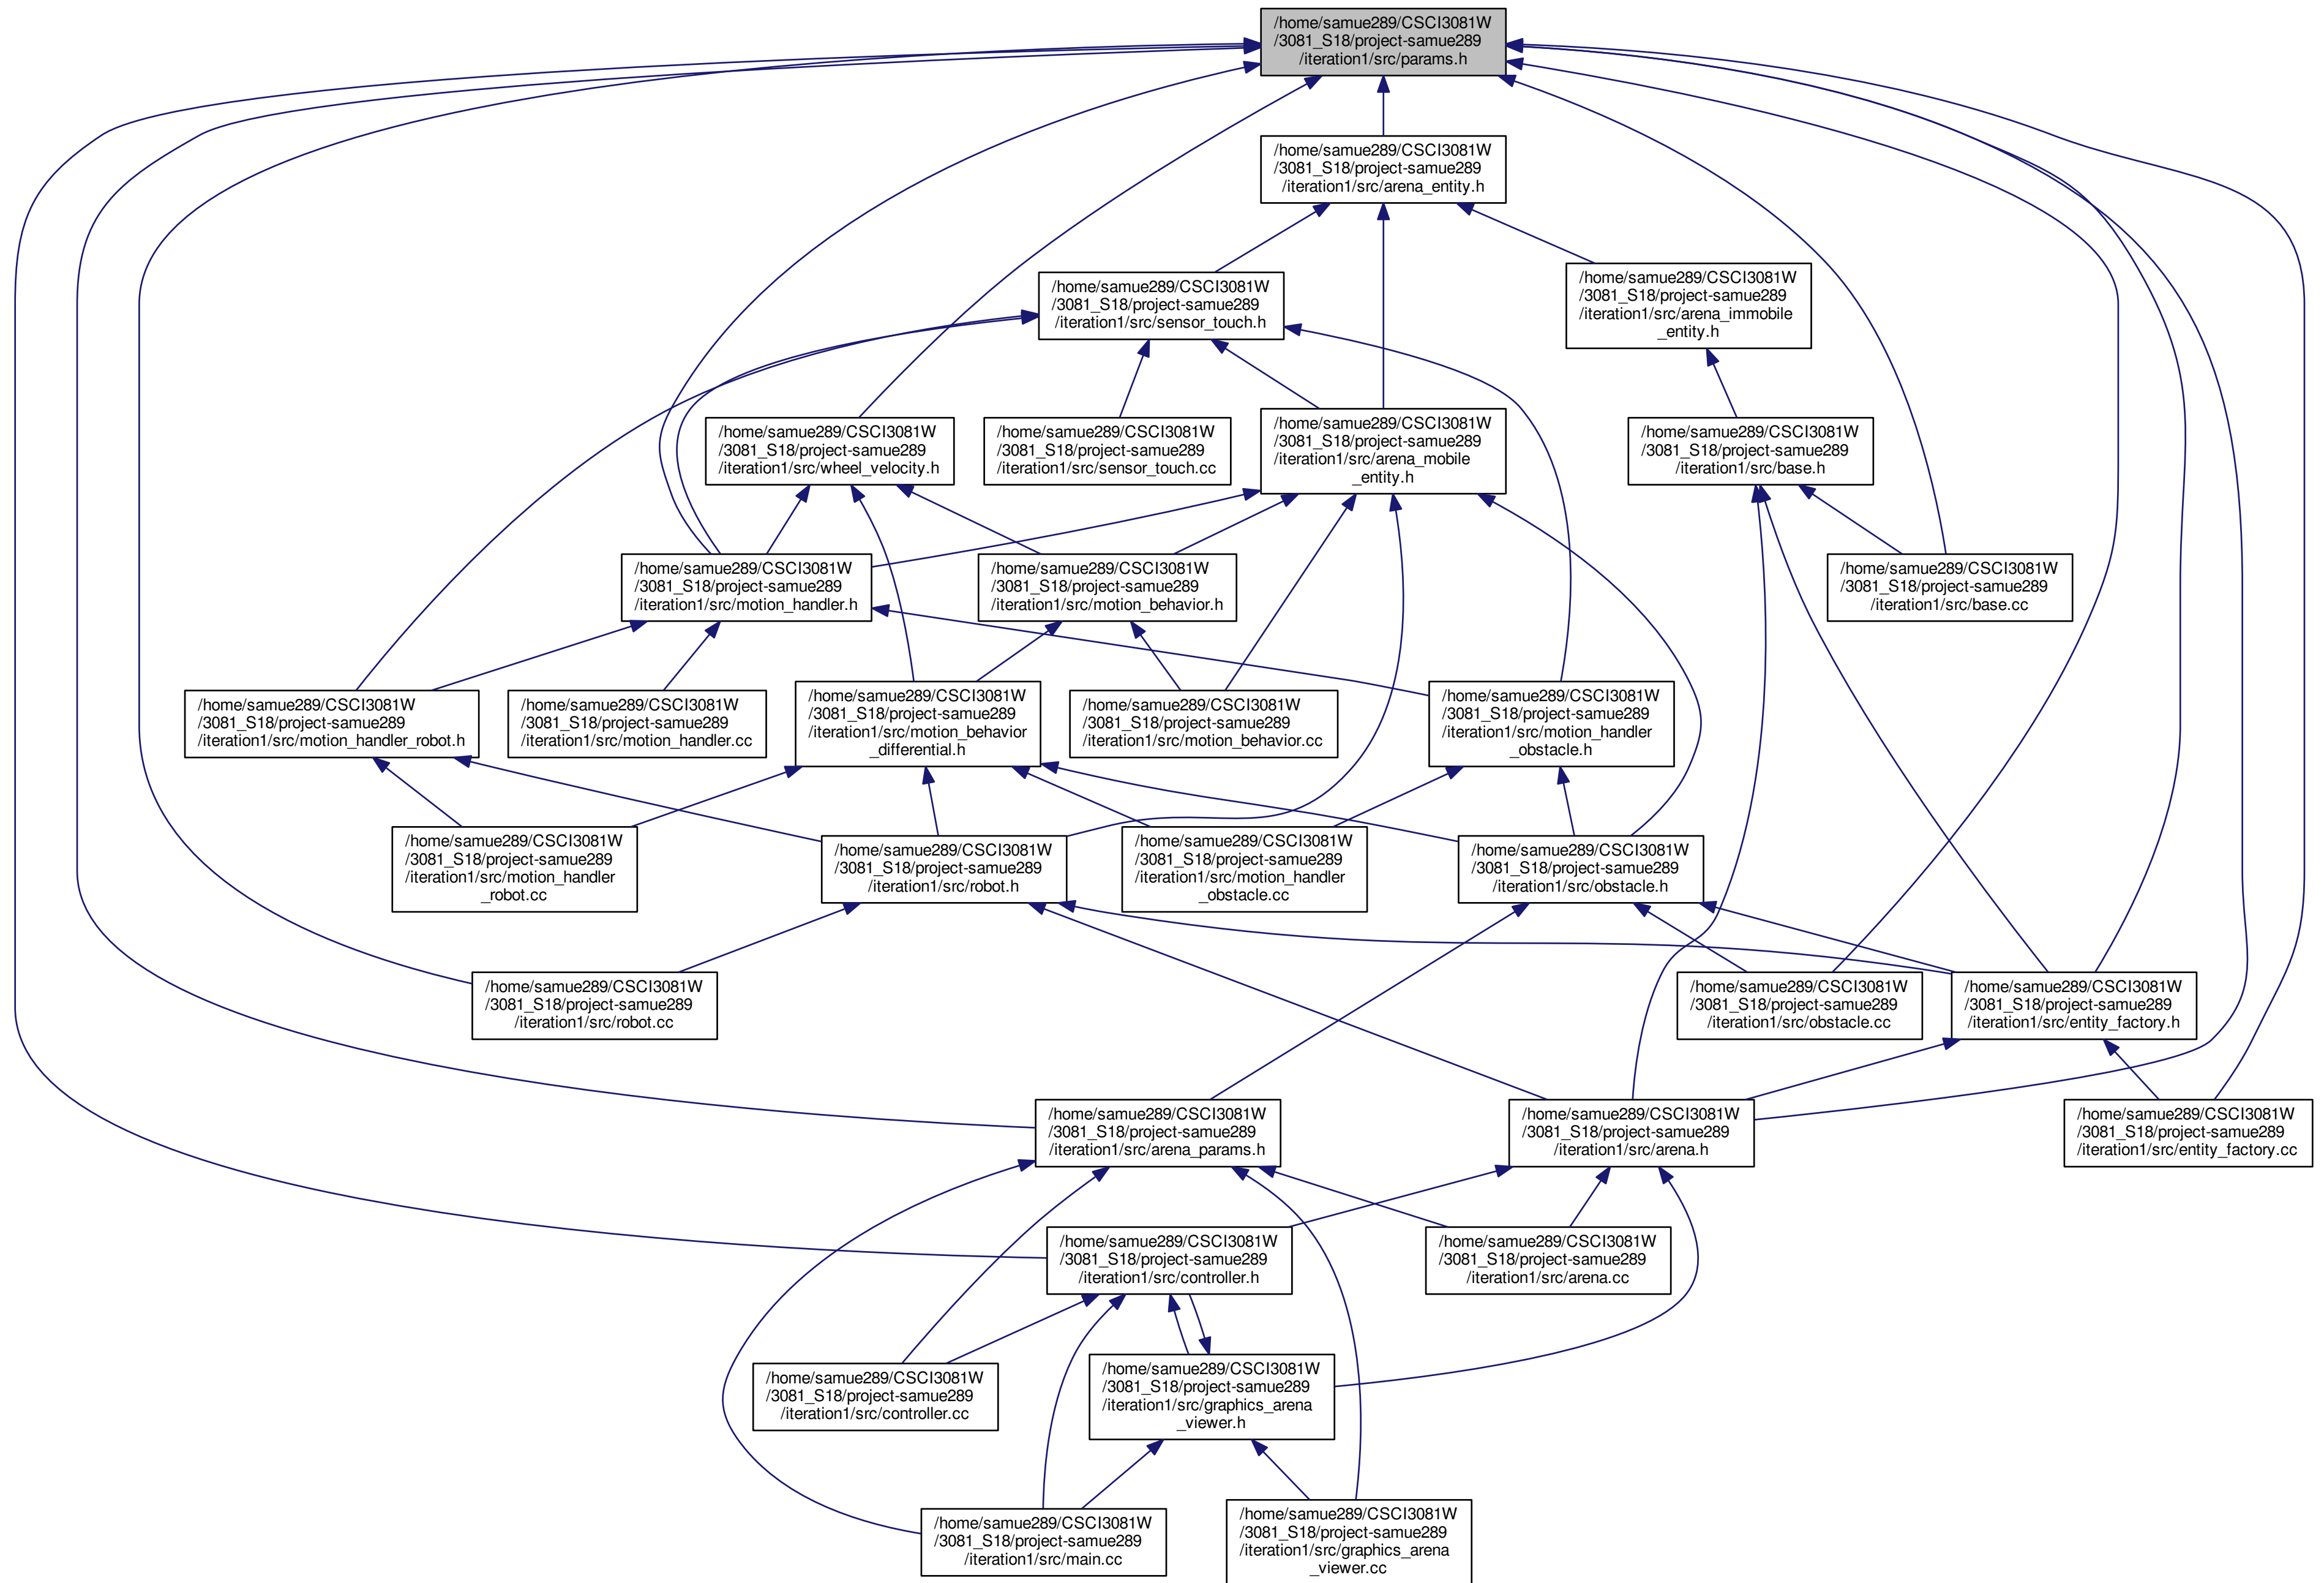 /home/samue289/CSCI3081W
/3081_S18/project-samue289
/iteration1/src/params.h
/home/samue289/CSCI3081W
/3081_S18/project-samue289
/iteration1/src/arena_entity.h
/home/samue289/CSCI3081W
/3081_S18/project-samue289
/iteration1/src/sensor_touch.h
/home/samue289/CSCI3081W
/3081_S18/project-samue289
/iteration1/src/arena_immobile
_entity.h
/home/samue289/CSCI3081W
/3081_S18/project-samue289
/iteration1/src/wheel_velocity.h
/home/samue289/CSCI3081W
/3081_S18/project-samue289
/iteration1/src/sensor_touch.cc
/home/samue289/CSCI3081W
/3081_S18/project-samue289
/iteration1/src/arena_mobile
_entity.h
/home/samue289/CSCI3081W
/3081_S18/project-samue289
/iteration1/src/base.h
/home/samue289/CSCI3081W
/3081_S18/project-samue289
/iteration1/src/motion_handler.h
/home/samue289/CSCI3081W
/3081_S18/project-samue289
/iteration1/src/motion_behavior.h
/home/samue289/CSCI3081W
/3081_S18/project-samue289
/iteration1/src/base.cc
/home/samue289/CSCI3081W
/3081_S18/project-samue289
/iteration1/src/motion_handler_robot.h
/home/samue289/CSCI3081W
/3081_S18/project-samue289
/iteration1/src/motion_handler.cc
/home/samue289/CSCI3081W
/3081_S18/project-samue289
/iteration1/src/motion_behavior
_differential.h
/home/samue289/CSCI3081W
/3081_S18/project-samue289
/iteration1/src/motion_behavior.cc
/home/samue289/CSCI3081W
/3081_S18/project-samue289
/iteration1/src/motion_handler
_obstacle.h
/home/samue289/CSCI3081W
/3081_S18/project-samue289
/iteration1/src/motion_handler
_robot.cc
/home/samue289/CSCI3081W
/3081_S18/project-samue289
/iteration1/src/robot.h
/home/samue289/CSCI3081W
/3081_S18/project-samue289
/iteration1/src/motion_handler
_obstacle.cc
/home/samue289/CSCI3081W
/3081_S18/project-samue289
/iteration1/src/obstacle.h
/home/samue289/CSCI3081W
/3081_S18/project-samue289
/iteration1/src/robot.cc
/home/samue289/CSCI3081W
/3081_S18/project-samue289
/iteration1/src/obstacle.cc
/home/samue289/CSCI3081W
/3081_S18/project-samue289
/iteration1/src/entity_factory.h
/home/samue289/CSCI3081W
/3081_S18/project-samue289
/iteration1/src/arena_params.h
/home/samue289/CSCI3081W
/3081_S18/project-samue289
/iteration1/src/arena.h
/home/samue289/CSCI3081W
/3081_S18/project-samue289
/iteration1/src/entity_factory.cc
/home/samue289/CSCI3081W
/3081_S18/project-samue289
/iteration1/src/controller.h
/home/samue289/CSCI3081W
/3081_S18/project-samue289
/iteration1/src/arena.cc
/home/samue289/CSCI3081W
/3081_S18/project-samue289
/iteration1/src/controller.cc
/home/samue289/CSCI3081W
/3081_S18/project-samue289
/iteration1/src/graphics_arena
_viewer.h
/home/samue289/CSCI3081W
/3081_S18/project-samue289
/iteration1/src/main.cc
/home/samue289/CSCI3081W
/3081_S18/project-samue289
/iteration1/src/graphics_arena
_viewer.cc